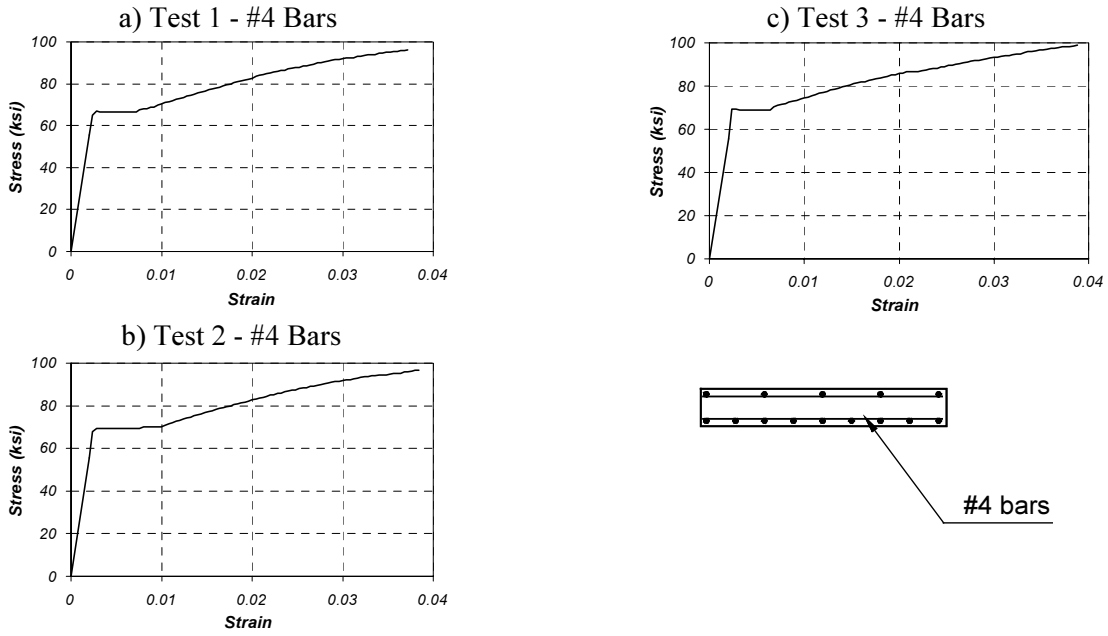 a) Test 1 - #4 Bars
100
80
60
40
20
0
Stress (ksi)
0 0.01 0.02 0.03 0.04
Strain
b) Test 2 - #4 Bars
100
80
60
40
20
0
Stress (ksi)
0 0.01 0.02 0.03 0.04
Strain
c) Test 3 - #4 Bars
100
80
60
40
20
0
Stress (ksi)
0 0.01 0.02 0.03 0.04
Strain
#4 bars